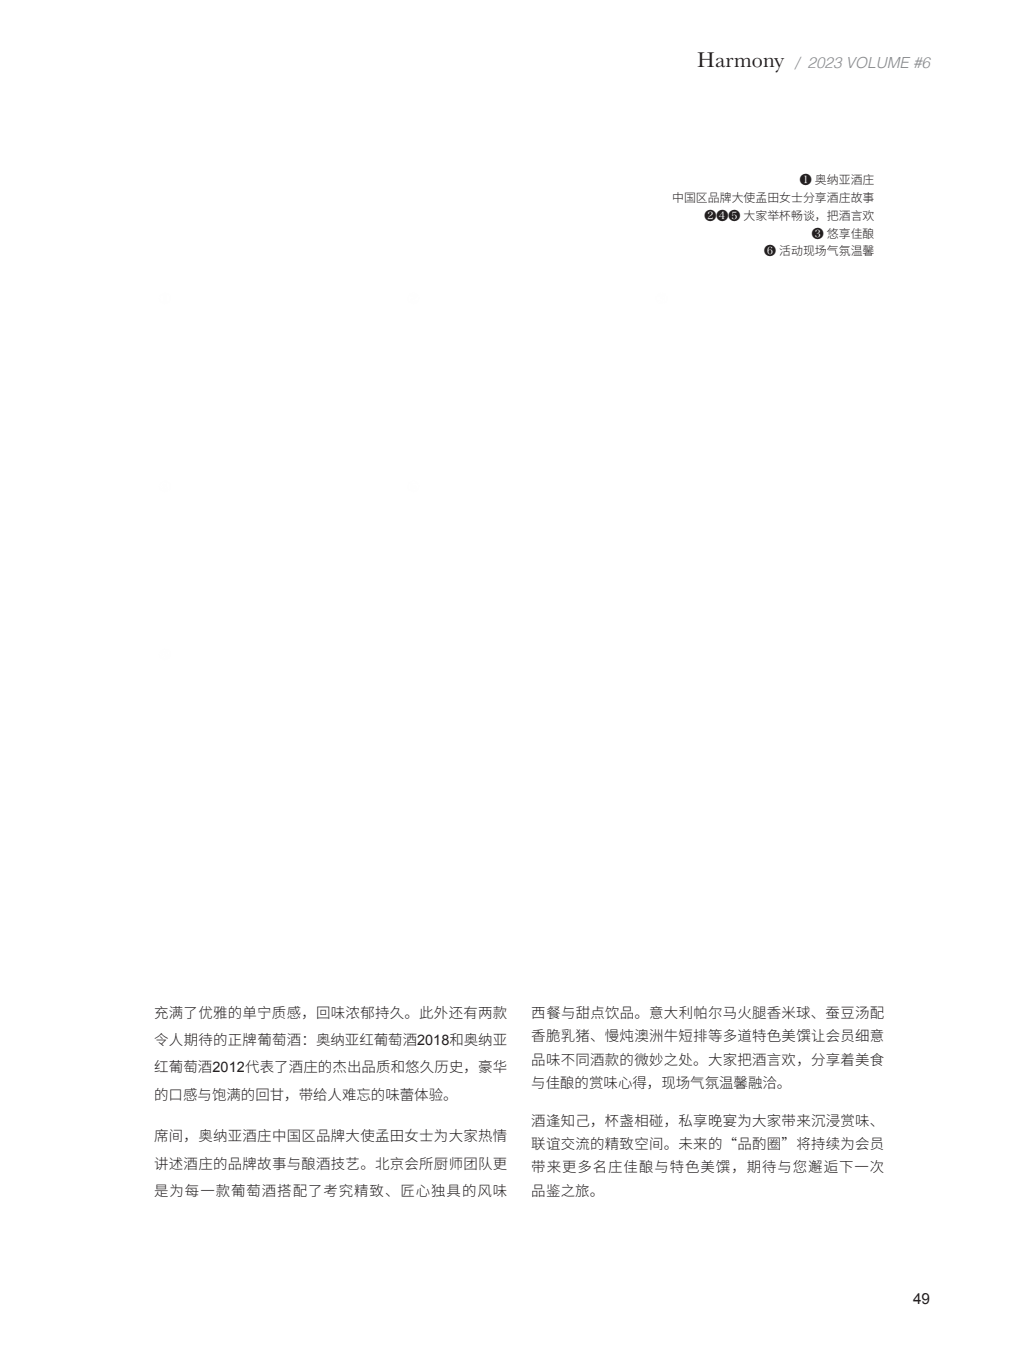 Harmony / 2023 VOLUME #6
❶ 奥纳亚酒庄
中国区品牌大使孟田女士分享酒庄故事
❷❹❺ 大家举杯畅谈，把酒言欢
❸ 悠享佳酿
❻ 活动现场气氛温馨
充满了优雅的单宁质感，回味浓郁持久。此外还有两款
令人期待的正牌葡萄酒：奥纳亚红葡萄酒2018和奥纳亚
红葡萄酒2012代表了酒庄的杰出品质和悠久历史，豪华
的口感与饱满的回甘，带给人难忘的味蕾体验。
席间，奥纳亚酒庄中国区品牌大使孟田女士为大家热情
讲述酒庄的品牌故事与酿酒技艺。北京会所厨师团队更
是为每一款葡萄酒搭配了考究精致、匠心独具的风味
西餐与甜点饮品。意大利帕尔马火腿香米球、蚕豆汤配
香脆乳猪、慢炖澳洲牛短排等多道特色美馔让会员细意
品味不同酒款的微妙之处。大家把酒言欢，分享着美食
与佳酿的赏味心得，现场气氛温馨融洽。
酒逢知己，杯盏相碰，私享晚宴为大家带来沉浸赏味、
联谊交流的精致空间。未来的“品酌圈”将持续为会员
带来更多名庄佳酿与特色美馔，期待与您邂逅下一次
品鉴之旅。
49